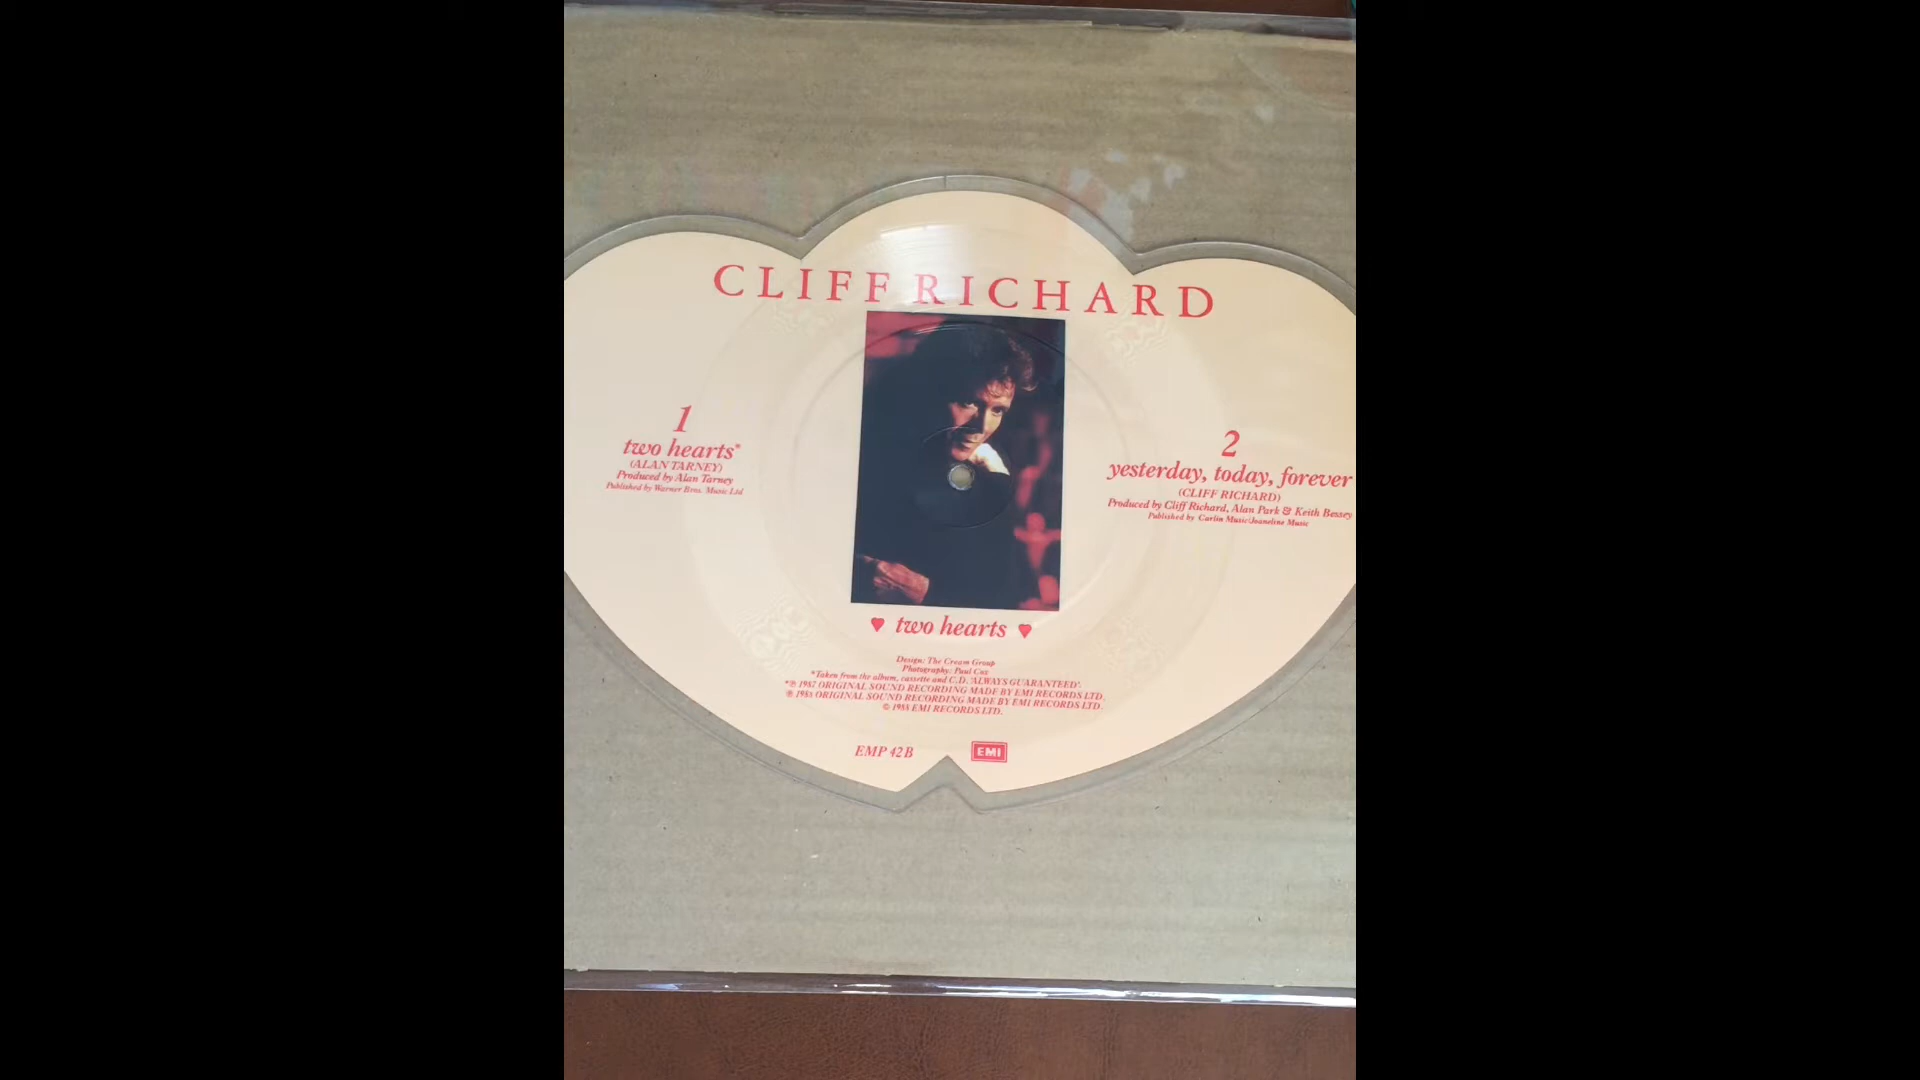 CLIFF RICHARD
1
two hearts*
(ALAN TARNEY)
Produced by Alan Tarney
Published by Warner Bros. Music Ltd
2
yesterday, today, forever
(CLIFF RICHARD)
Produced by Cliff Richard, Alan Park & Keith Bessey
Published by Carlin Music/Joaneline Music
♥ two hearts ♥
Design: The Cream Group
Photography: Paul Cox
*Taken from the album, cassette and C.D. 'ALWAYS GUARANTEED'.
*℗ 1987 ORIGINAL SOUND RECORDING MADE BY EMI RECORDS LTD.
℗ 1988 ORIGINAL SOUND RECORDING MADE BY EMI RECORDS LTD.
© 1988 EMI RECORDS LTD.
EMP 42 B
EMI